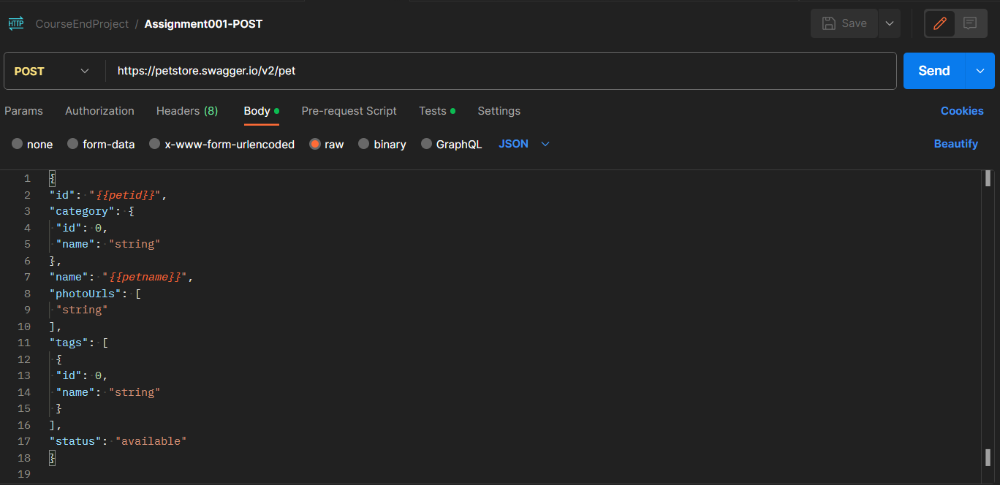 HTTP CourseEndProject / Assignment001-POST Save
POST https://petstore.swagger.io/v2/pet Send
Params Authorization Headers (8) Body Pre-request Script Tests Settings Cookies
none form-data x-www-form-urlencoded raw binary GraphQL JSON Beautify
1 {
2 "id": "{{petid}}",
3 "category": {
4 "id": 0,
5 "name": "string"
6 },
7 "name": "{{petname}}",
8 "photoUrls": [
9 "string"
10 ],
11 "tags": [
12 {
13 "id": 0,
14 "name": "string"
15 }
16 ],
17 "status": "available"
18 }
19